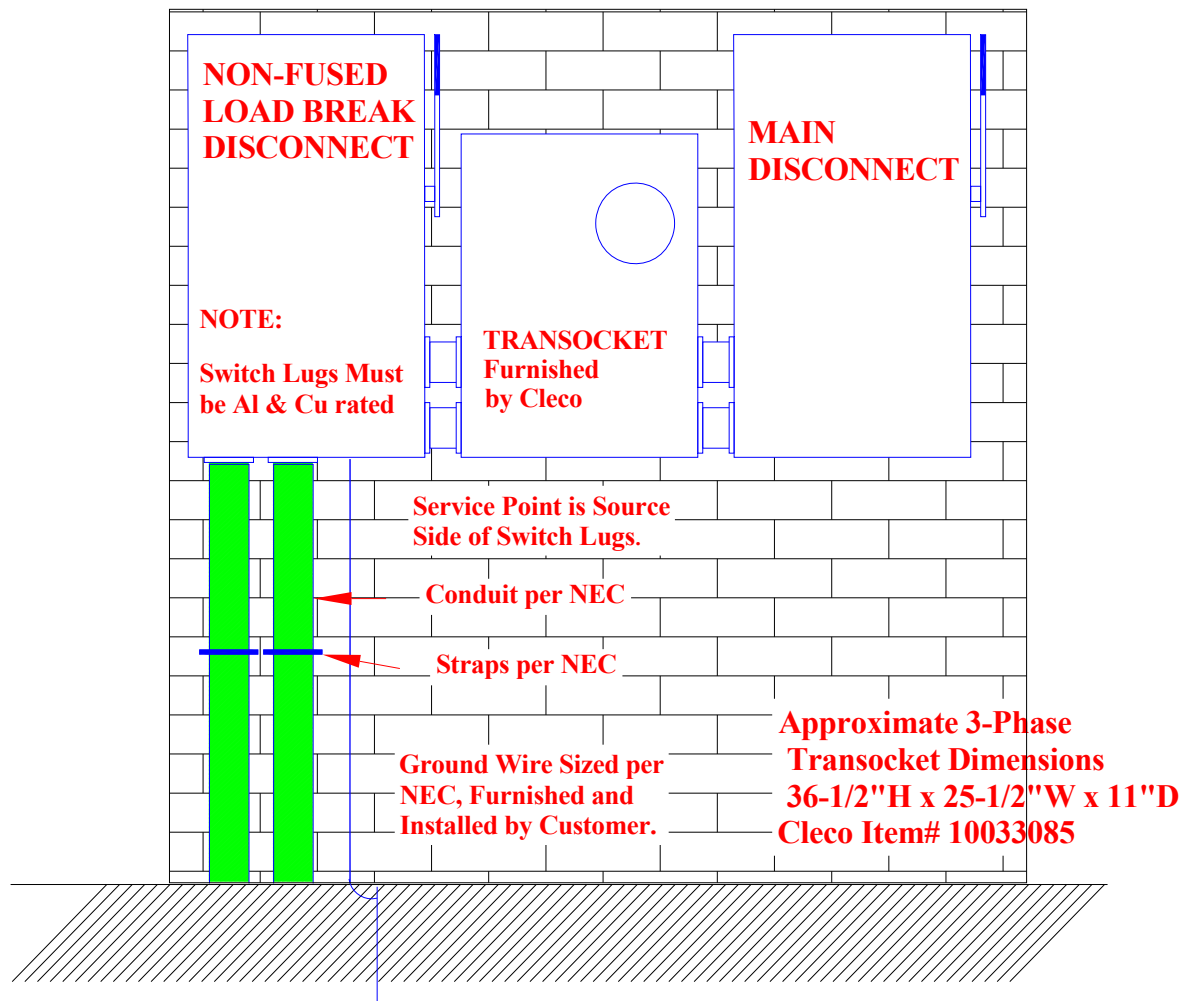 NON-FUSED
LOAD BREAK
DISCONNECT
MAIN
DISCONNECT
NOTE:
Switch Lugs Must
be Al & Cu rated
TRANSOCKET
Furnished
by Cleco
Service Point is Source
Side of Switch Lugs.
Conduit per NEC
Straps per NEC
Ground Wire Sized per
NEC, Furnished and
Installed by Customer.
Approximate 3-Phase
Transocket Dimensions
36-1/2"H x 25-1/2"W x 11"D
Cleco Item# 10033085